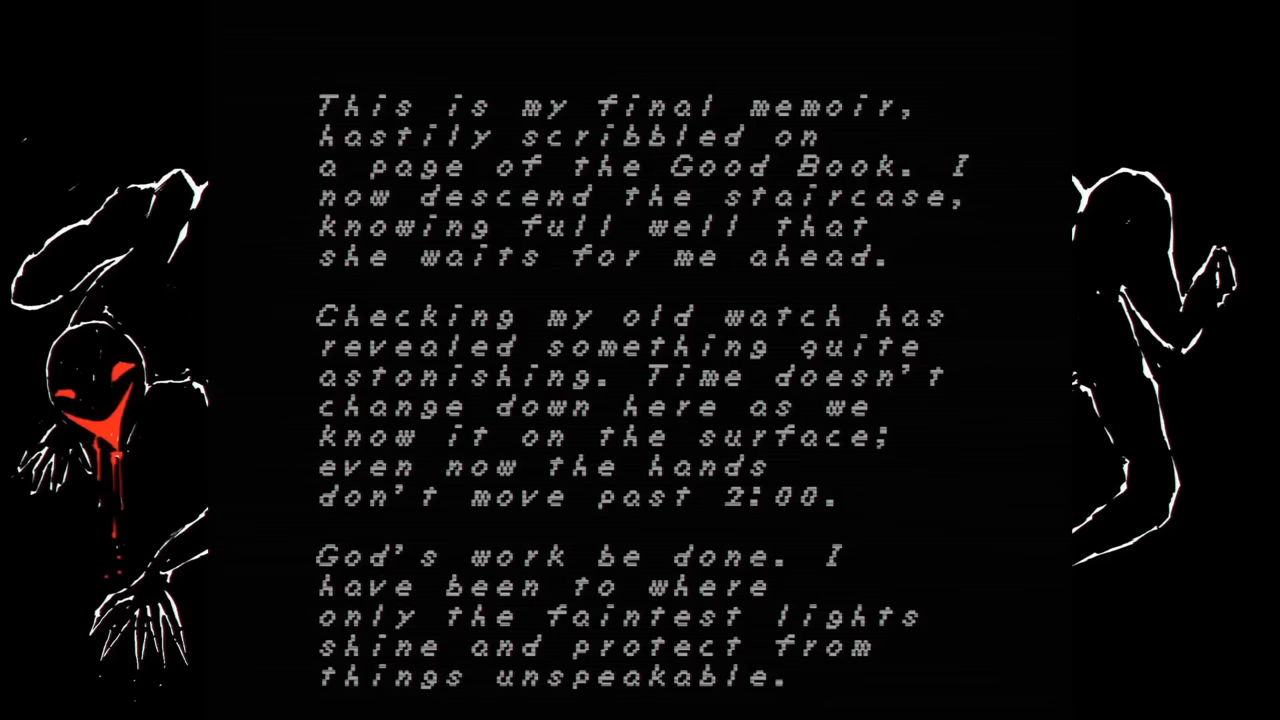 This is my final memoir,
hastily scribbled on
a page of the Good Book. I
now descend the staircase,
knowing full well that
she waits for me ahead.
Checking my old watch has
revealed something quite
astonishing. Time doesn't
change down here as we
know it on the surface;
even now the hands
don't move past 2:00.
God's work be done. I
have been to where
only the faintest lights
shine and protect from
things unspeakable.